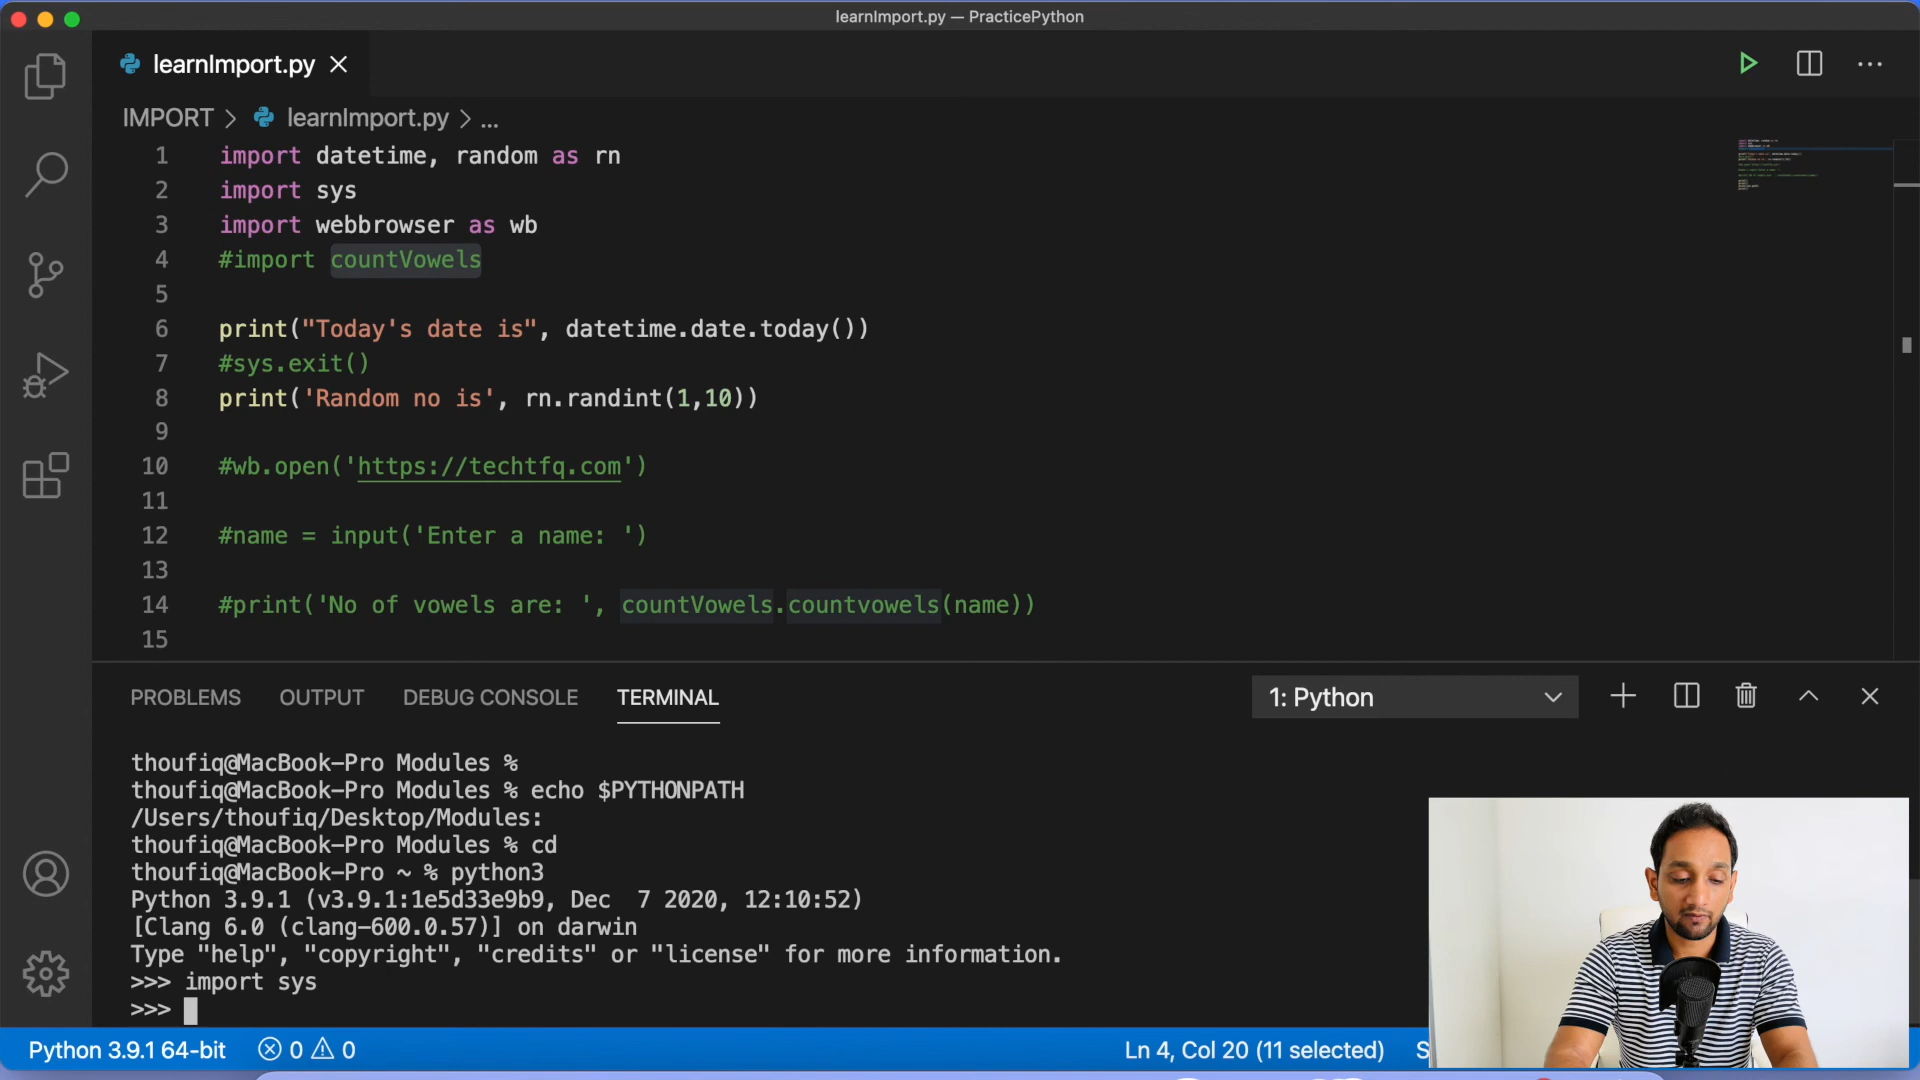 learnImport.py — PracticePython
learnImport.py
IMPORT > learnImport.py > ...
1 import datetime, random as rn
2 import sys
3 import webbrowser as wb
4 #import countVowels
5
6 print("Today's date is", datetime.date.today())
7 #sys.exit()
8 print('Random no is', rn.randint(1,10))
9
10 #wb.open('https://techtfq.com')
11
12 #name = input('Enter a name: ')
13
14 #print('No of vowels are: ', countVowels.countvowels(name))
15
PROBLEMS OUTPUT DEBUG CONSOLE TERMINAL 1: Python
thoufiq@MacBook-Pro Modules %
thoufiq@MacBook-Pro Modules % echo $PYTHONPATH
/Users/thoufiq/Desktop/Modules:
thoufiq@MacBook-Pro Modules % cd
thoufiq@MacBook-Pro ~ % python3
Python 3.9.1 (v3.9.1:1e5d33e9b9, Dec  7 2020, 12:10:52)
[Clang 6.0 (clang-600.0.57)] on darwin
Type "help", "copyright", "credits" or "license" for more information.
>>> import sys
>>>
Python 3.9.1 64-bit 0 0 Ln 4, Col 20 (11 selected)